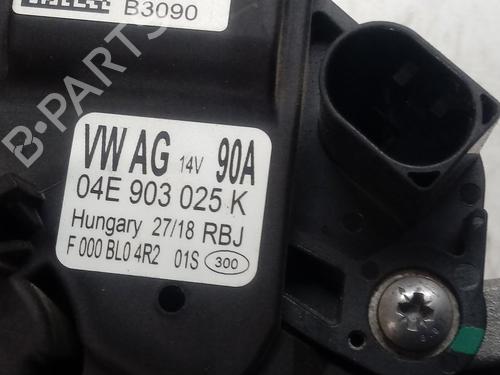 B3090
VW AG 14V 90A
04E 903 025 K
Hungary 27/18 RBJ
F 000 BL0 4R2 01S 300
B-PARTS